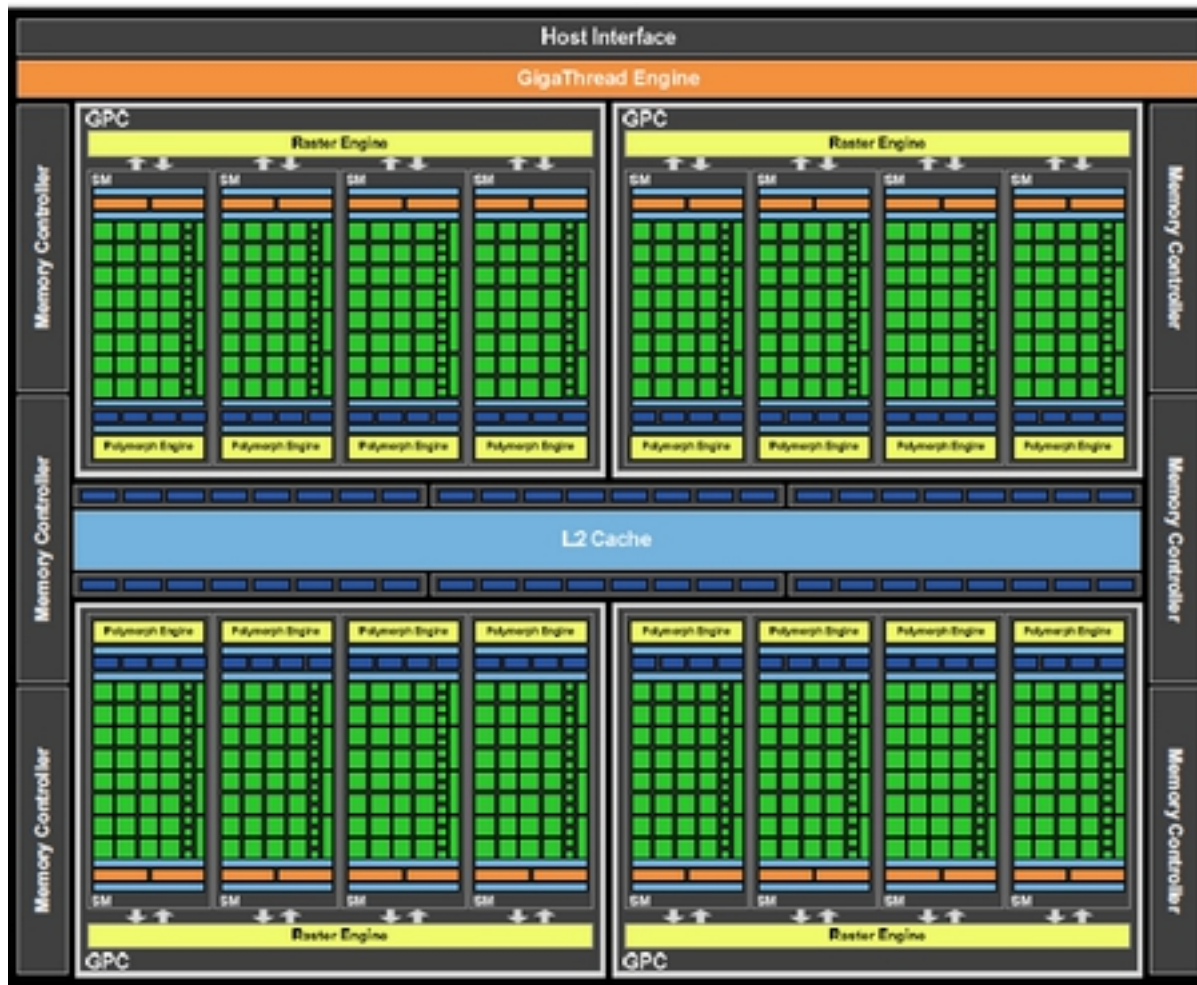 Host Interface
GigaThread Engine
Memory Controller
Memory Controller
Memory Controller
GPC
Raster Engine
SM SM SM SM
Polymorph Engine Polymorph Engine Polymorph Engine Polymorph Engine
GPC
Raster Engine
SM SM SM SM
Polymorph Engine Polymorph Engine Polymorph Engine Polymorph Engine
L2 Cache
Polymorph Engine Polymorph Engine Polymorph Engine Polymorph Engine
SM SM SM SM
Raster Engine
GPC
Polymorph Engine Polymorph Engine Polymorph Engine Polymorph Engine
SM SM SM SM
Raster Engine
GPC
Memory Controller
Memory Controller
Memory Controller